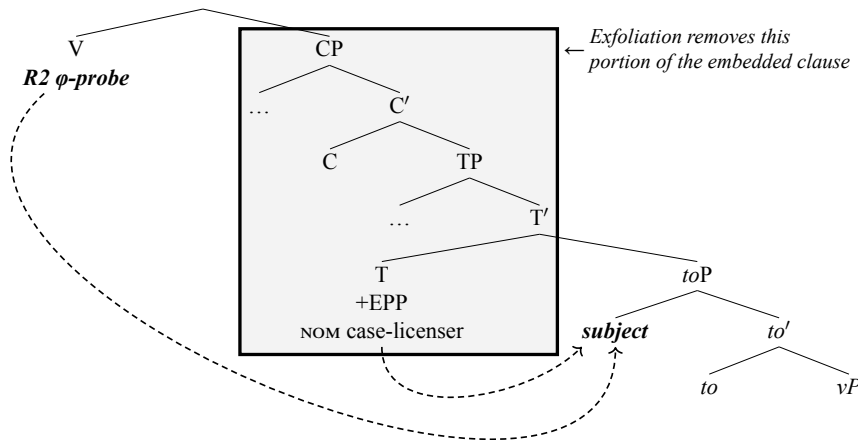 V
R2 φ-probe
CP
← Exfoliation removes this
portion of the embedded clause
…
C′
C
TP
…
T′
T
+EPP
NOM case-licenser
toP
subject
to′
to
vP